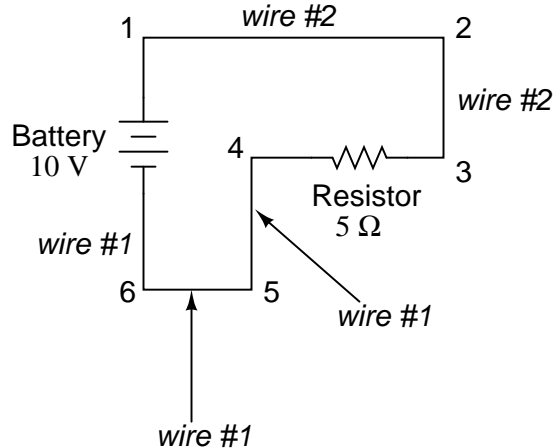 wire #2
1
2
wire #2
Battery
10 V
4
3
Resistor
5 Ω
wire #1
6
5
wire #1
wire #1